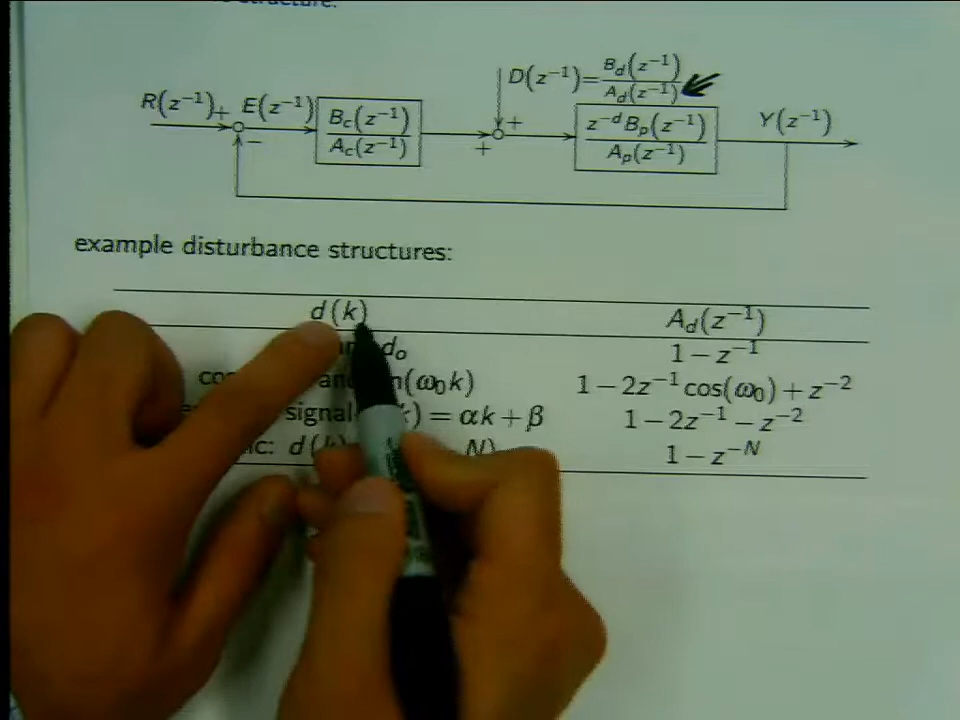 structure:
D(z⁻¹)=B_d(z⁻¹)/A_d(z⁻¹)
R(z⁻¹) + E(z⁻¹) − B_c(z⁻¹)/A_c(z⁻¹) + + z^{-d}B_p(z⁻¹)/A_p(z⁻¹) Y(z⁻¹)
example disturbance structures:
d(k) A_d(z⁻¹)
d_o 1−z⁻¹
(ω₀k) 1−2z⁻¹cos(ω₀)+z⁻²
signal = αk+β 1−2z⁻¹−z⁻²
N) 1−z^{-N}